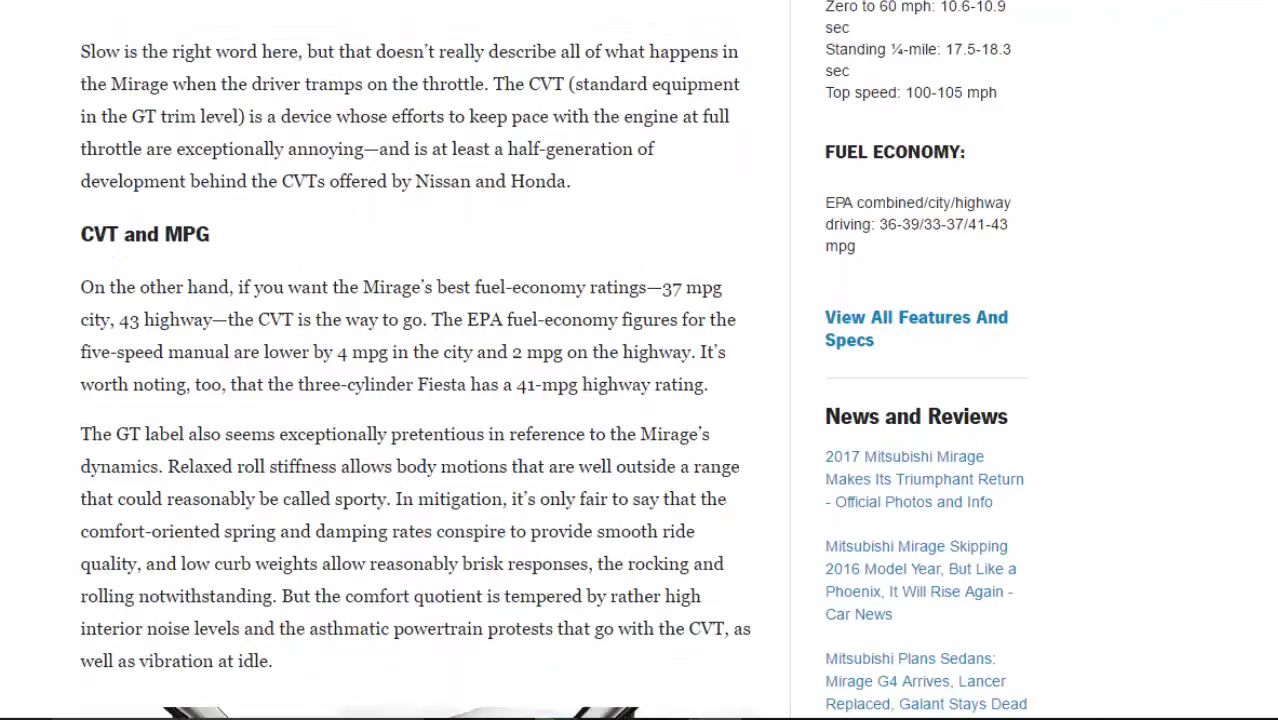 Slow is the right word here, but that doesn’t really describe all of what happens in
the Mirage when the driver tramps on the throttle. The CVT (standard equipment
in the GT trim level) is a device whose efforts to keep pace with the engine at full
throttle are exceptionally annoying—and is at least a half-generation of
development behind the CVTs offered by Nissan and Honda.
CVT and MPG
On the other hand, if you want the Mirage’s best fuel-economy ratings—37 mpg
city, 43 highway—the CVT is the way to go. The EPA fuel-economy figures for the
five-speed manual are lower by 4 mpg in the city and 2 mpg on the highway. It’s
worth noting, too, that the three-cylinder Fiesta has a 41-mpg highway rating.
The GT label also seems exceptionally pretentious in reference to the Mirage’s
dynamics. Relaxed roll stiffness allows body motions that are well outside a range
that could reasonably be called sporty. In mitigation, it’s only fair to say that the
comfort-oriented spring and damping rates conspire to provide smooth ride
quality, and low curb weights allow reasonably brisk responses, the rocking and
rolling notwithstanding. But the comfort quotient is tempered by rather high
interior noise levels and the asthmatic powertrain protests that go with the CVT, as
well as vibration at idle.
Zero to 60 mph: 10.6-10.9
sec
Standing ¼-mile: 17.5-18.3
sec
Top speed: 100-105 mph
FUEL ECONOMY:
EPA combined/city/highway
driving: 36-39/33-37/41-43
mpg
View All Features And
Specs
News and Reviews
2017 Mitsubishi Mirage
Makes Its Triumphant Return
- Official Photos and Info
Mitsubishi Mirage Skipping
2016 Model Year, But Like a
Phoenix, It Will Rise Again -
Car News
Mitsubishi Plans Sedans:
Mirage G4 Arrives, Lancer
Replaced, Galant Stays Dead